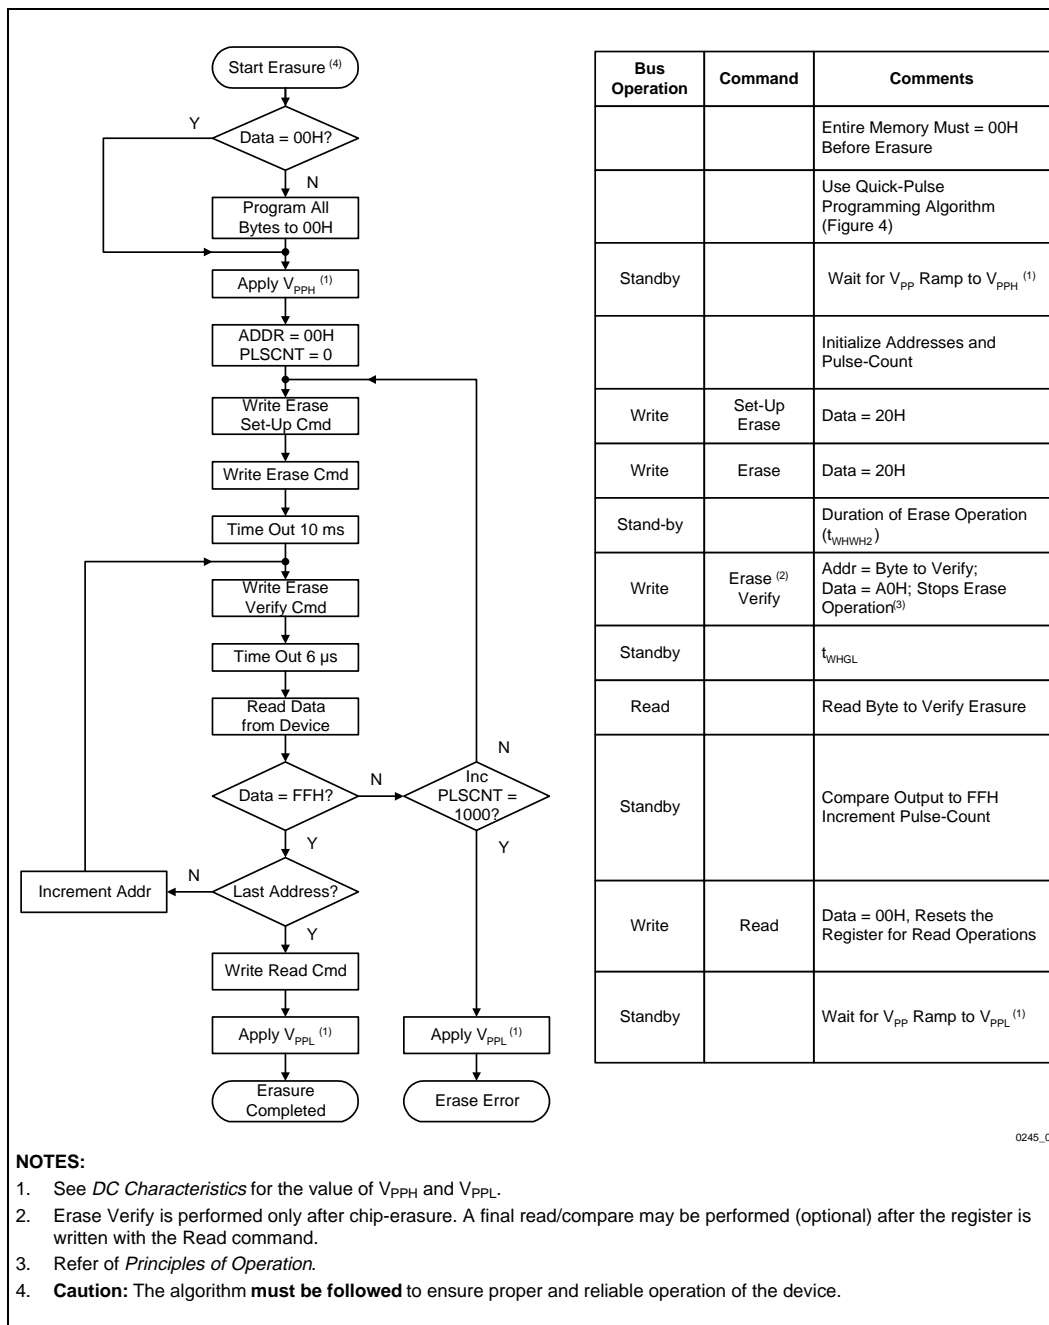 Start Erasure (4)
Y
Data = 00H?
N
Program All
Bytes to 00H
Apply VPPH (1)
ADDR = 00H
PLSCNT = 0
Write Erase
Set-Up Cmd
Write Erase Cmd
Time Out 10 ms
Write Erase
Verify Cmd
Time Out 6 µs
Read Data
from Device
Data = FFH?
N
Inc
PLSCNT =
1000?
N
Y
Y
Last Address?
N
Increment Addr
Y
Write Read Cmd
Apply VPPL (1)
Apply VPPL (1)
Erasure
Completed
Erase Error
Bus
Operation
Command
Comments
Entire Memory Must = 00H
Before Erasure
Use Quick-Pulse
Programming Algorithm
(Figure 4)
Standby
Wait for VPP Ramp to VPPH (1)
Initialize Addresses and
Pulse-Count
Write
Set-Up
Erase
Data = 20H
Write
Erase
Data = 20H
Stand-by
Duration of Erase Operation
(tWHWH2)
Write
Erase (2)
Verify
Addr = Byte to Verify;
Data = A0H; Stops Erase
Operation(3)
Standby
tWHGL
Read
Read Byte to Verify Erasure
Standby
Compare Output to FFH
Increment Pulse-Count
Write
Read
Data = 00H, Resets the
Register for Read Operations
Standby
Wait for VPP Ramp to VPPL (1)
NOTES:
1. See DC Characteristics for the value of VPPH and VPPL.
2. Erase Verify is performed only after chip-erasure. A final read/compare may be performed (optional) after the register is
written with the Read command.
3. Refer of Principles of Operation.
4. Caution: The algorithm must be followed to ensure proper and reliable operation of the device.